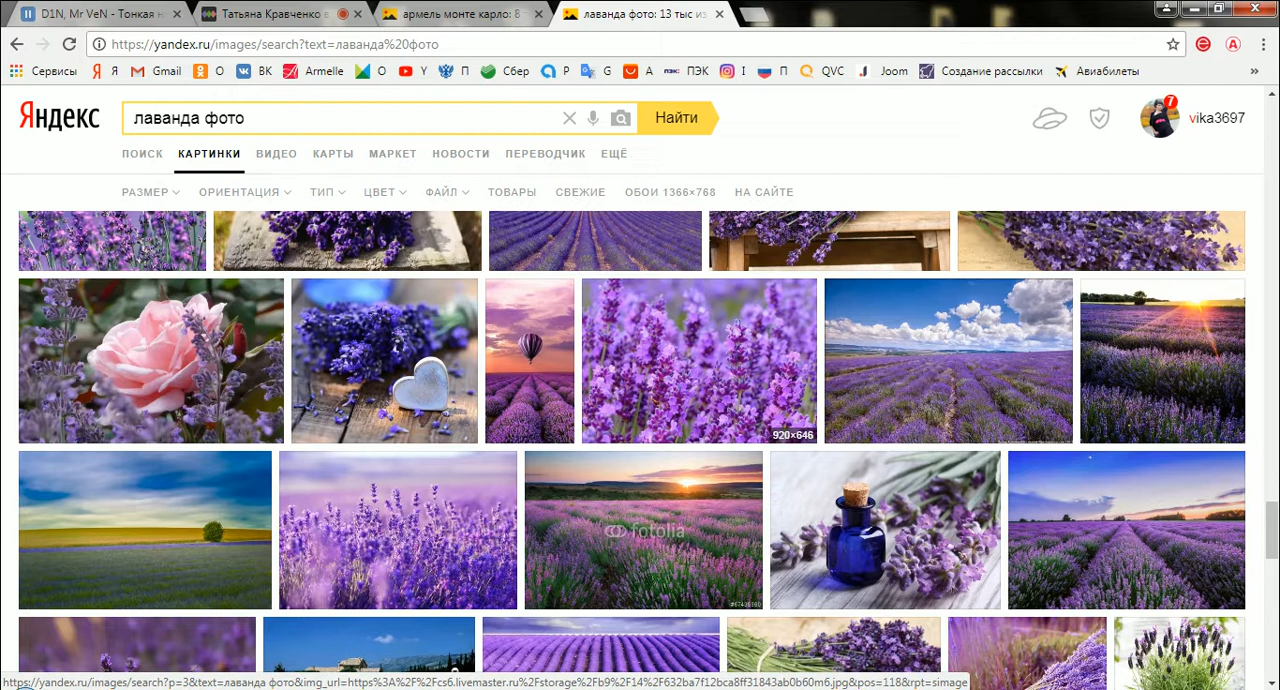 D1N, Mr VeN - Тонкая н
Татьяна Кравченко в
армель монте карло: 8
лаванда фото: 13 тыс из
https://yandex.ru/images/search?text=лаванда%20фото
Сервисы Я Gmail О ВК Armelle О Y П Сбер Р G А ПЭК I П QVC Joom Создание рассылки Авиабилеты »
Яндекс лаванда фото Найти 7 vika3697
ПОИСК КАРТИНКИ ВИДЕО КАРТЫ МАРКЕТ НОВОСТИ ПЕРЕВОДЧИК ЕЩЁ
РАЗМЕР ОРИЕНТАЦИЯ ТИП ЦВЕТ ФАЙЛ ТОВАРЫ СВЕЖИЕ ОБОИ 1366×768 НА САЙТЕ
920×646
fotolia
https://yandex.ru/images/search?p=3&text=лаванда фото&img_url=https%3A%2F%2Fcs6.livemaster.ru%2Fstorage%2Fb9%2F14%2F632ba7f12bca8ff31843ab0b60m6.jpg&pos=118&rpt=simage